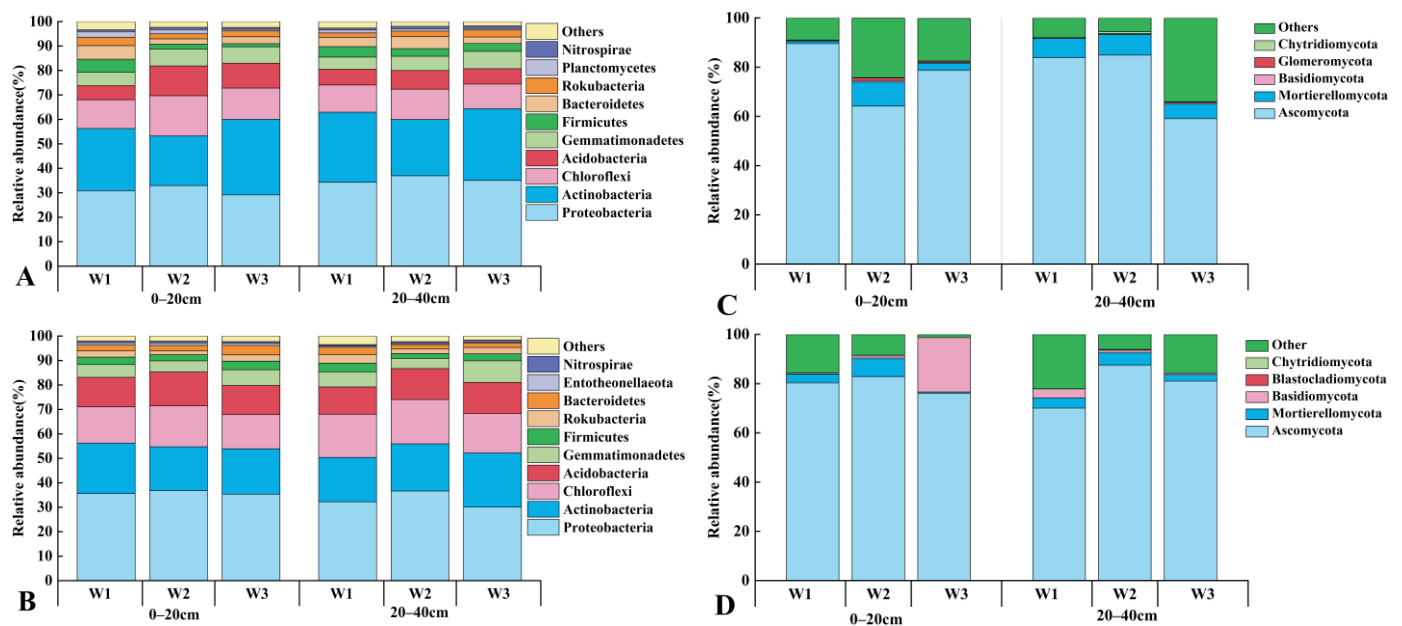 Relative abundance(%)
100
90
80
70
60
50
40
30
20
10
0
W1 W2 W3 W1 W2 W3
0–20cm 20–40cm
A
Others
Nitrospirae
Planctomycetes
Rokubacteria
Bacteroidetes
Firmicutes
Gemmatimonadetes
Acidobacteria
Chloroflexi
Actinobacteria
Proteobacteria
Relative abundance (%)
100
80
60
40
20
0
W1 W2 W3 W1 W2 W3
0–20cm 20–40cm
C
Others
Chytridiomycota
Glomeromycota
Basidiomycota
Mortierellomycota
Ascomycota
Relative abundance(%)
100
90
80
70
60
50
40
30
20
10
0
W1 W2 W3 W1 W2 W3
0–20cm 20–40cm
B
Others
Nitrospirae
Entotheonellaeota
Bacteroidetes
Rokubacteria
Firmicutes
Gemmatimonadetes
Acidobacteria
Chloroflexi
Actinobacteria
Proteobacteria
Relative abundance(%)
100
80
60
40
20
0
W1 W2 W3 W1 W2 W3
0–20cm 20–40cm
D
Other
Chytridiomycota
Blastocladiomycota
Basidiomycota
Mortierellomycota
Ascomycota